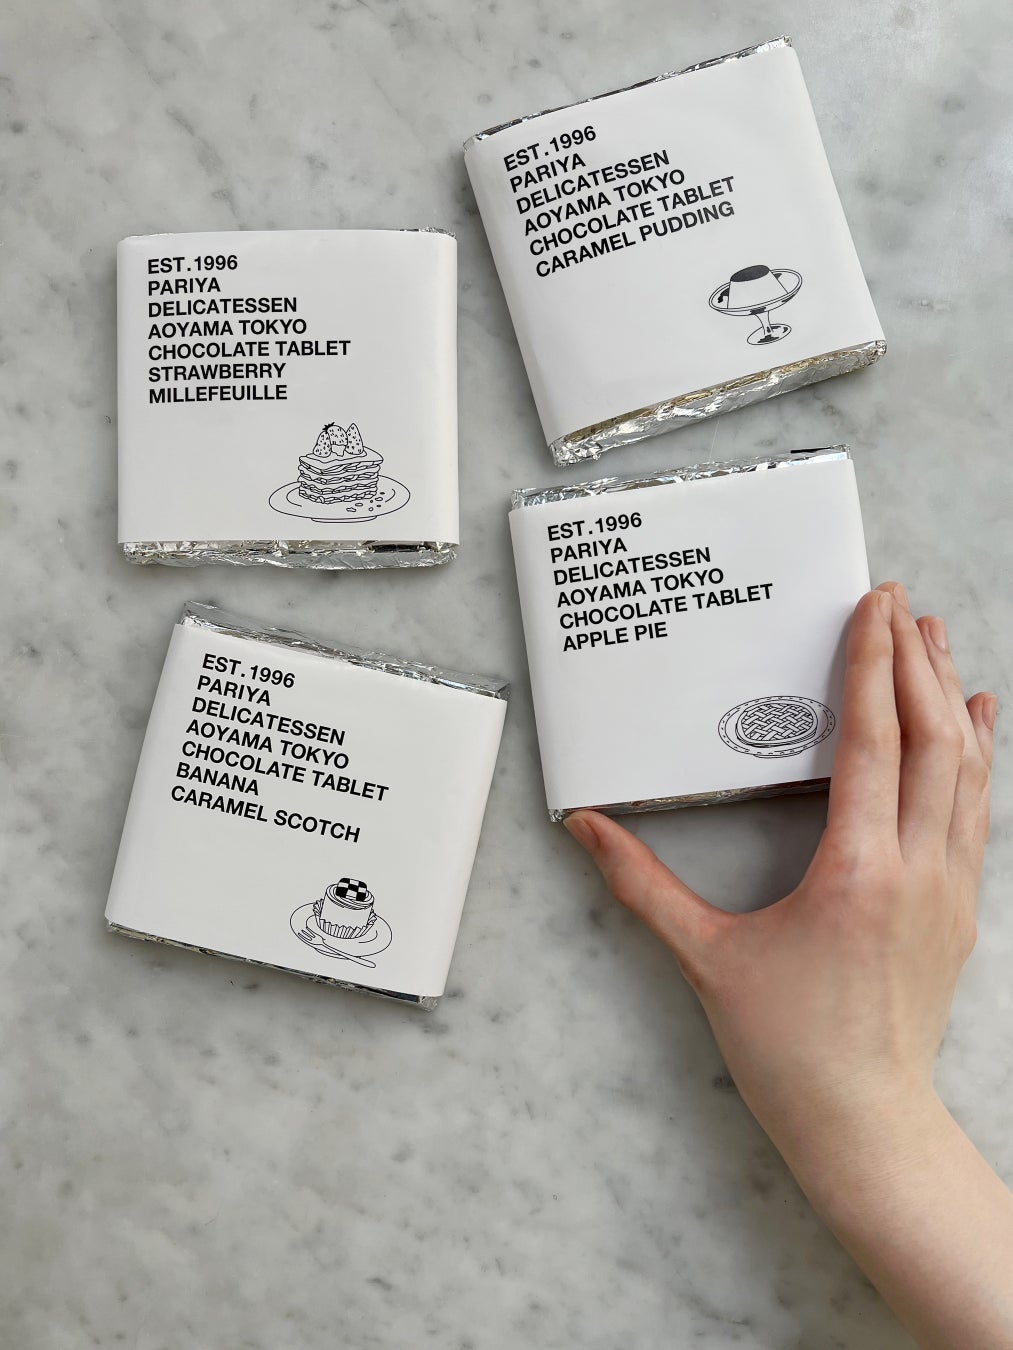 EST.1996
PARIYA
DELICATESSEN
AOYAMA TOKYO
CHOCOLATE TABLET
CARAMEL PUDDING
EST.1996
PARIYA
DELICATESSEN
AOYAMA TOKYO
CHOCOLATE TABLET
STRAWBERRY
MILLEFEUILLE
EST.1996
PARIYA
DELICATESSEN
AOYAMA TOKYO
CHOCOLATE TABLET
APPLE PIE
EST.1996
PARIYA
DELICATESSEN
AOYAMA TOKYO
CHOCOLATE TABLET
BANANA
CARAMEL SCOTCH